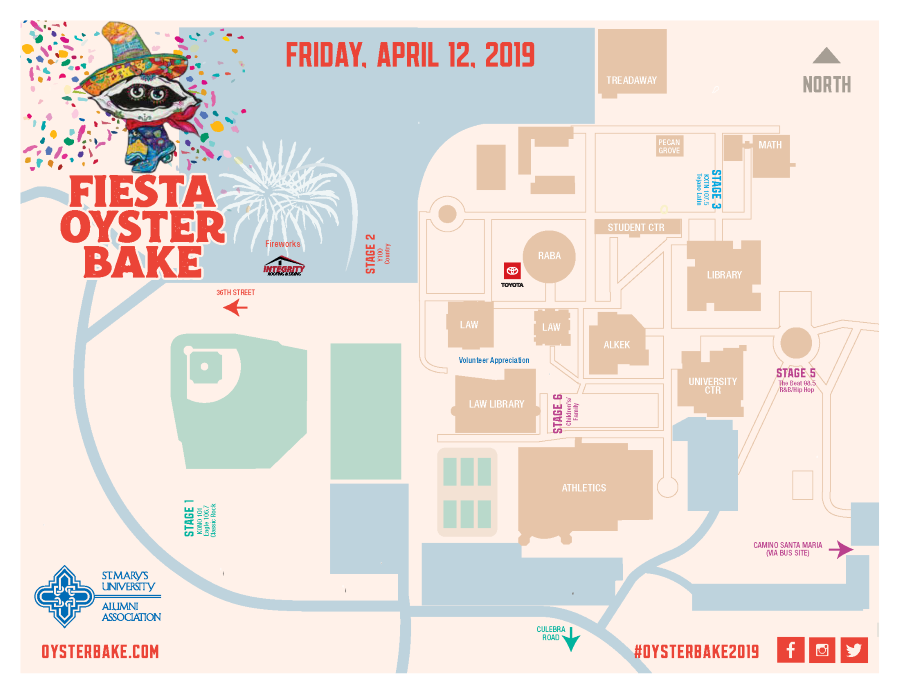 FRIDAY, APRIL 12, 2019
TREADAWAY
NORTH
PECAN
GROVE
MATH
STAGE 3
KXTN 107.5
Tejano/Latin
FIESTA
OYSTER
BAKE
STUDENT CTR
Fireworks
INTEGRITY
ROOFING & SIDING
STAGE 2
Y100
Country
RABA
TOYOTA
LIBRARY
36TH STREET
LAW
LAW
ALKEK
Volunteer Appreciation
STAGE 5
The Beat 98.5
R&B/Hip Hop
UNIVERSITY
CTR
LAW LIBRARY
STAGE 6
Children's/
Family
ATHLETICS
STAGE 1
KONO 101
Eagle 106.7
Classic Rock
CAMINO SANTA MARIA
(VIA BUS SITE)
ST. MARY'S
UNIVERSITY
ALUMNI
ASSOCIATION
CULEBRA
ROAD
OYSTERBAKE.COM
#OYSTERBAKE2019